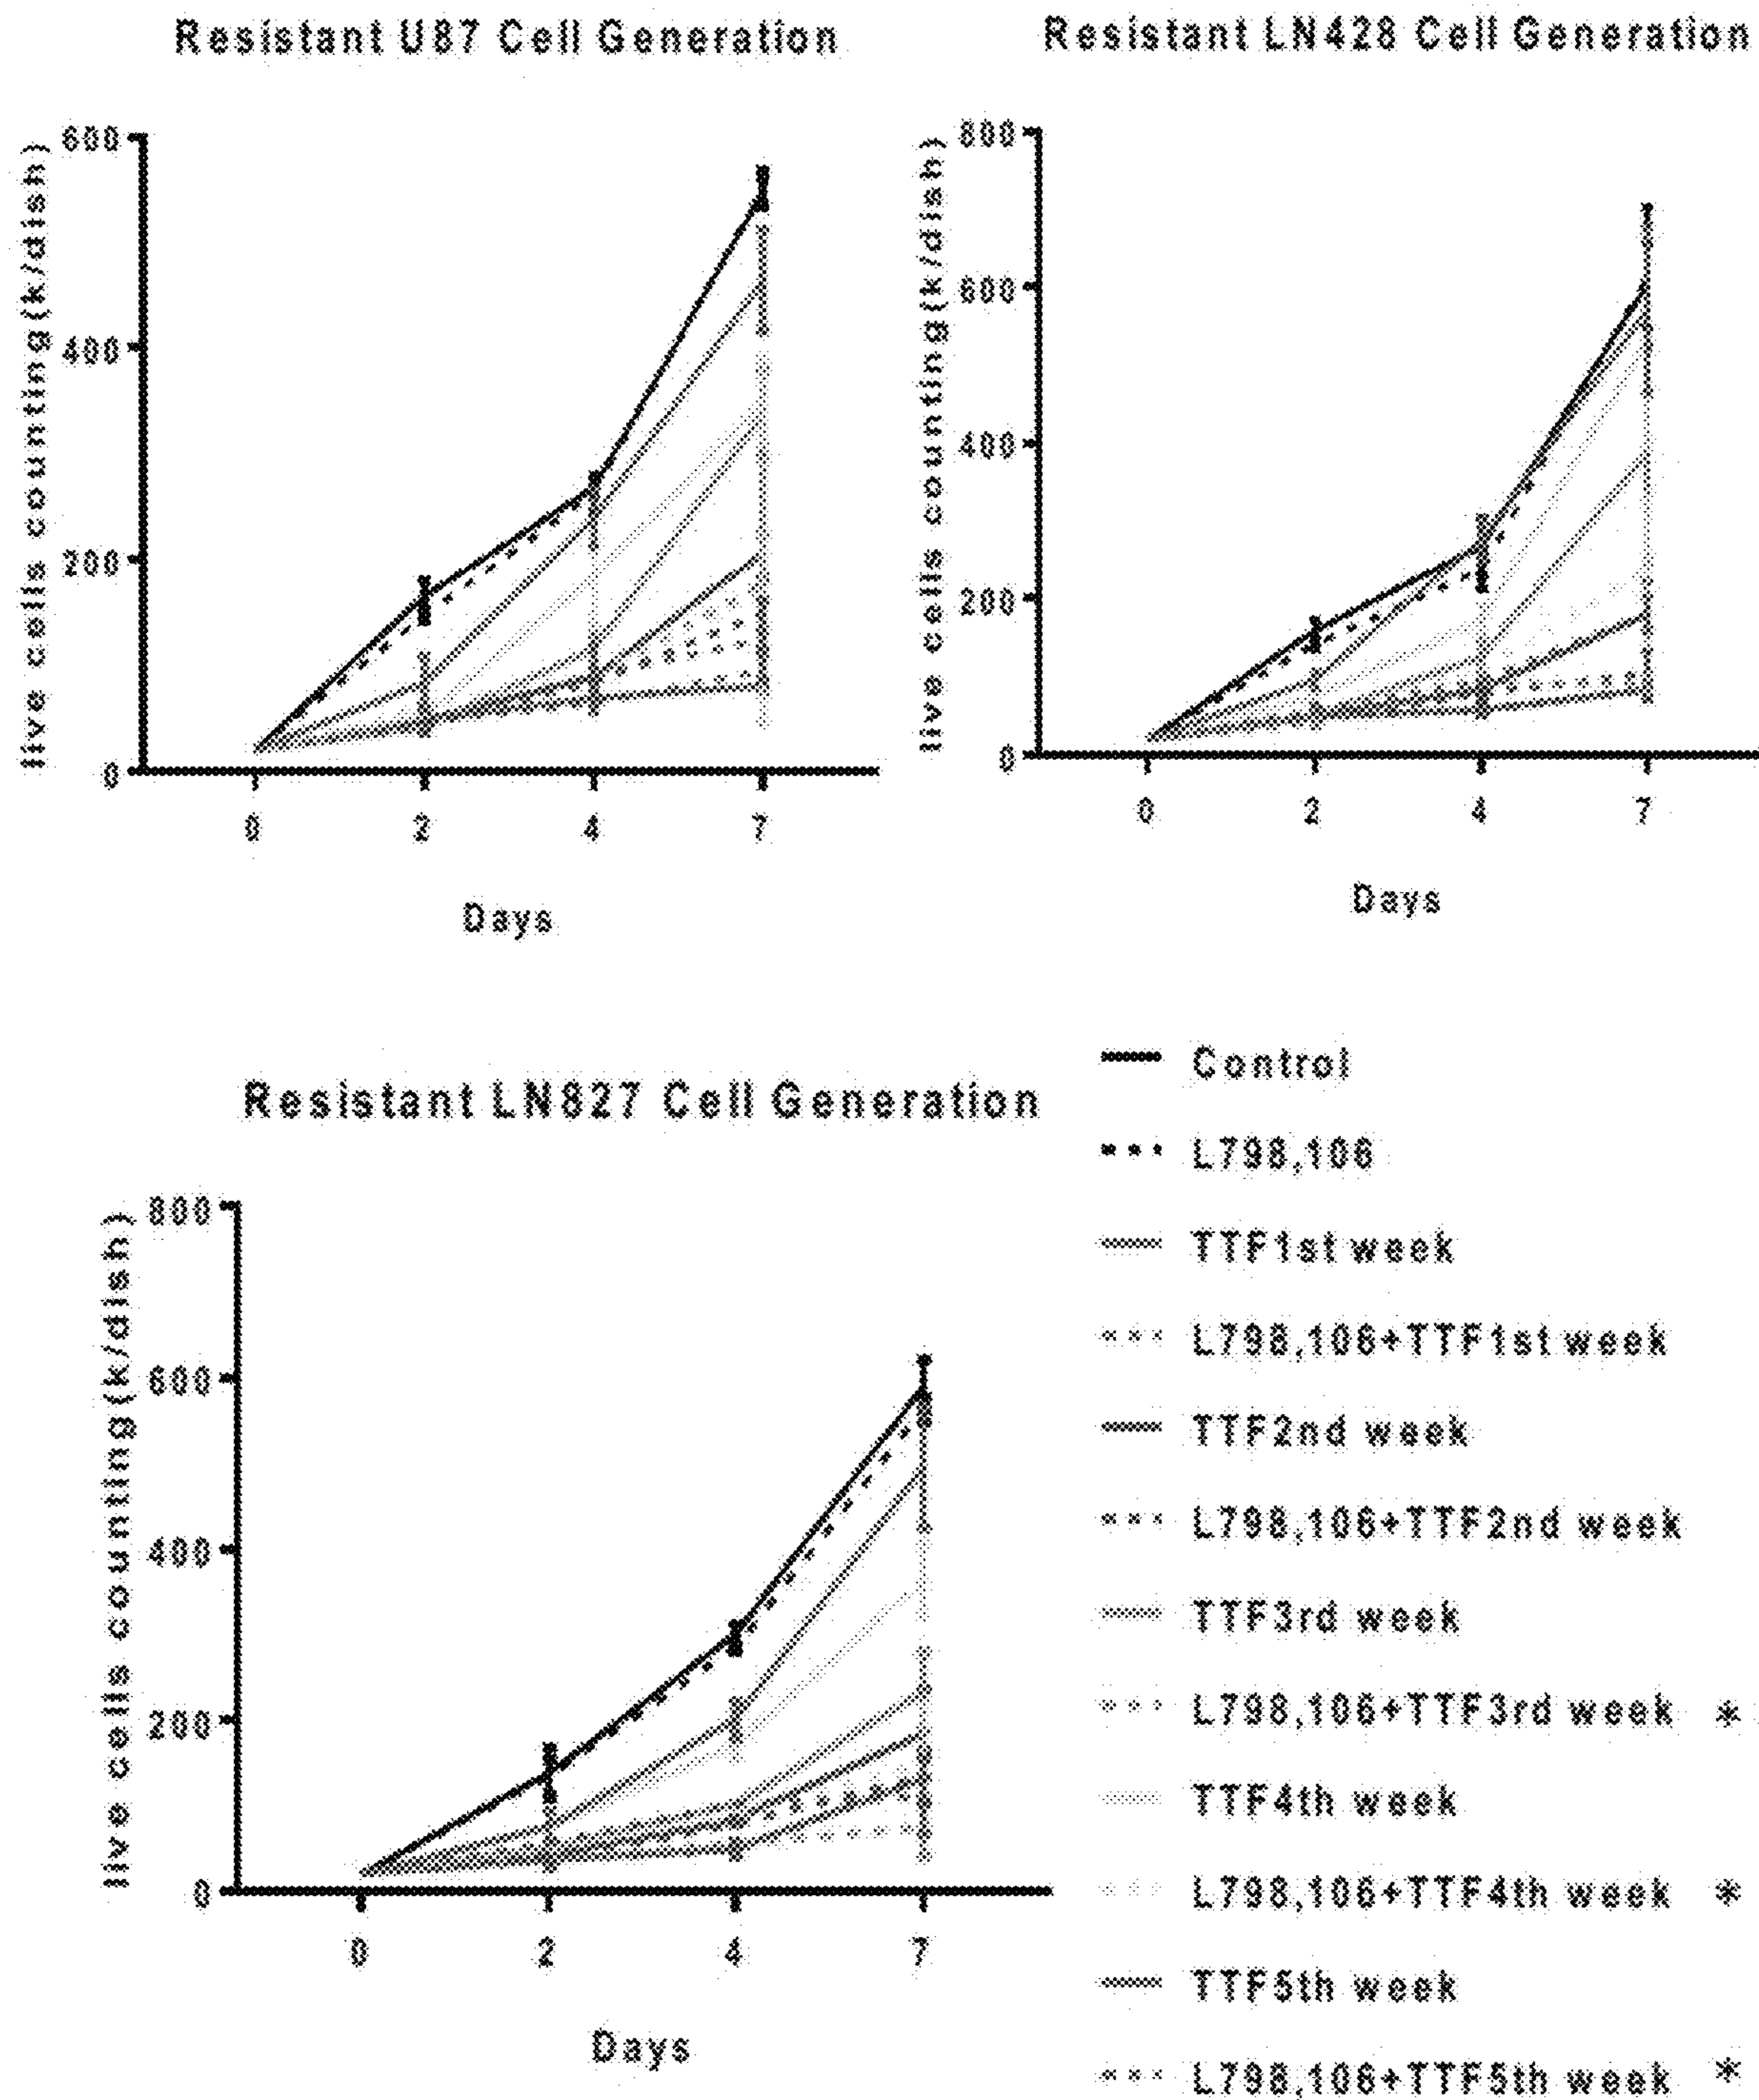 Resistant U87 Cell Generation
live cells counting(k/dish)
600
400
200
0
0 2 4 7
Days
Resistant LN428 Cell Generation
live cells counting(k/dish)
800
600
400
200
0
0 2 4 7
Days
Resistant LN827 Cell Generation
live cells counting(k/dish)
800
600
400
200
0
0 2 4 7
Days
Control
L798,106
TTF1st week
L798,106+TTF1st week
TTF2nd week
L798,106+TTF2nd week
TTF3rd week
L798,106+TTF3rd week *
TTF4th week
L798,106+TTF4th week *
TTF5th week
L798,106+TTF5th week *